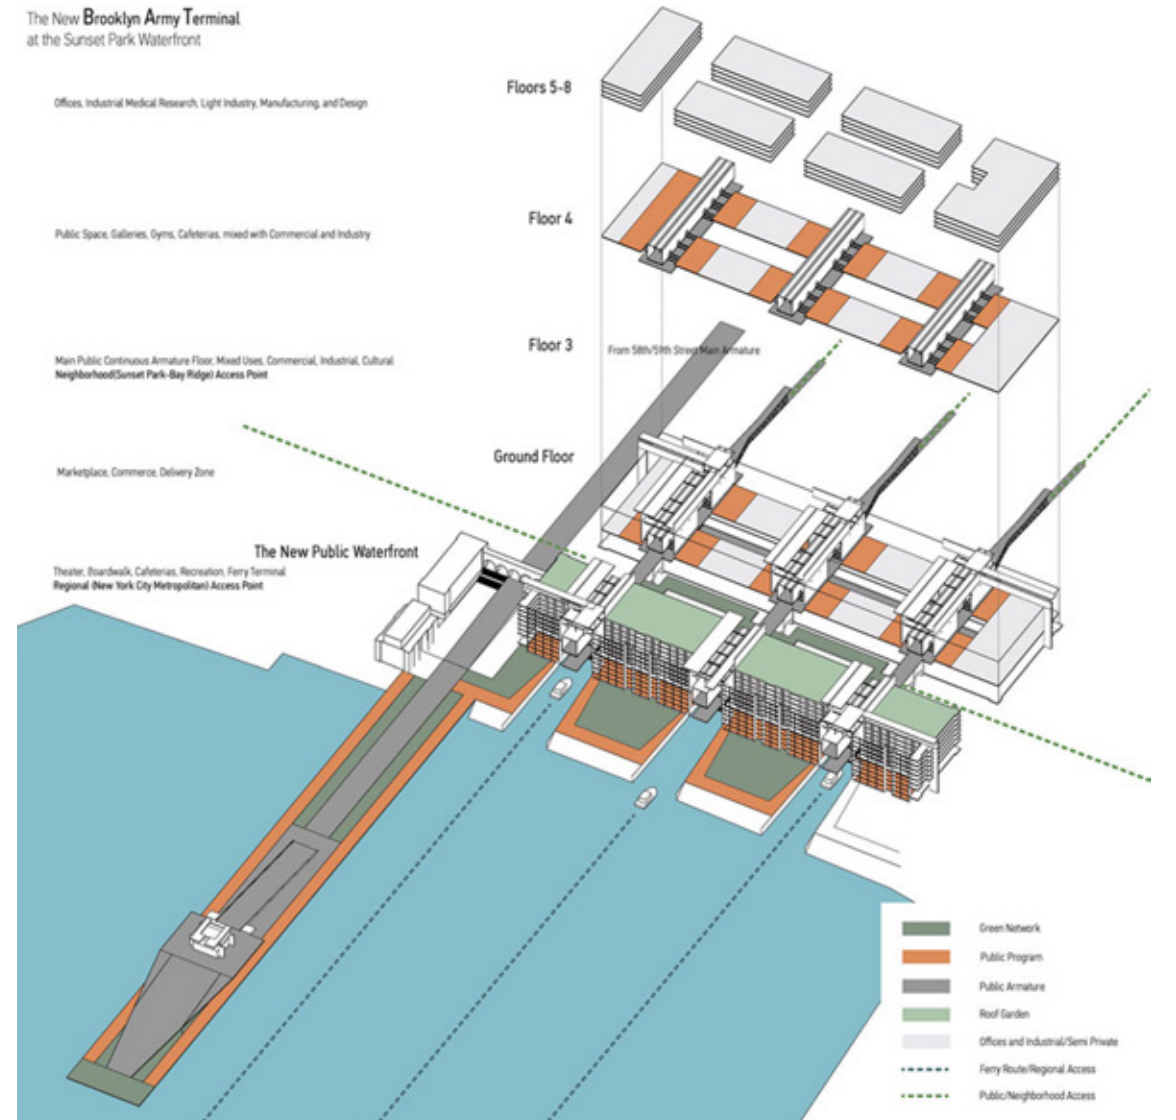 The New Brooklyn Army Terminal
at the Sunset Park Waterfront
Floors 5-8
Offices, Industrial Medical Research, Light Industry, Manufacturing, and Design
Floor 4
Public Space, Galleries, Gyms, Cafeterias, mixed with Commercial and Industry
Floor 3
From 58th/59th Street Main Armature
Main Public Continuous Armature Floor, Mixed Uses, Commercial, Industrial, Cultural
Neighborhood(Sunset Park-Bay Ridge) Access Point
Ground Floor
Marketplace, Commerce, Delivery Zone
The New Public Waterfront
Theater, Boardwalk, Cafeterias, Recreation, Ferry Terminal
Regional (New York City Metropolitan) Access Point
Green Network
Public Program
Public Armature
Roof Garden
Offices and Industrial/Semi Private
Ferry Route/Regional Access
Public/Neighborhood Access